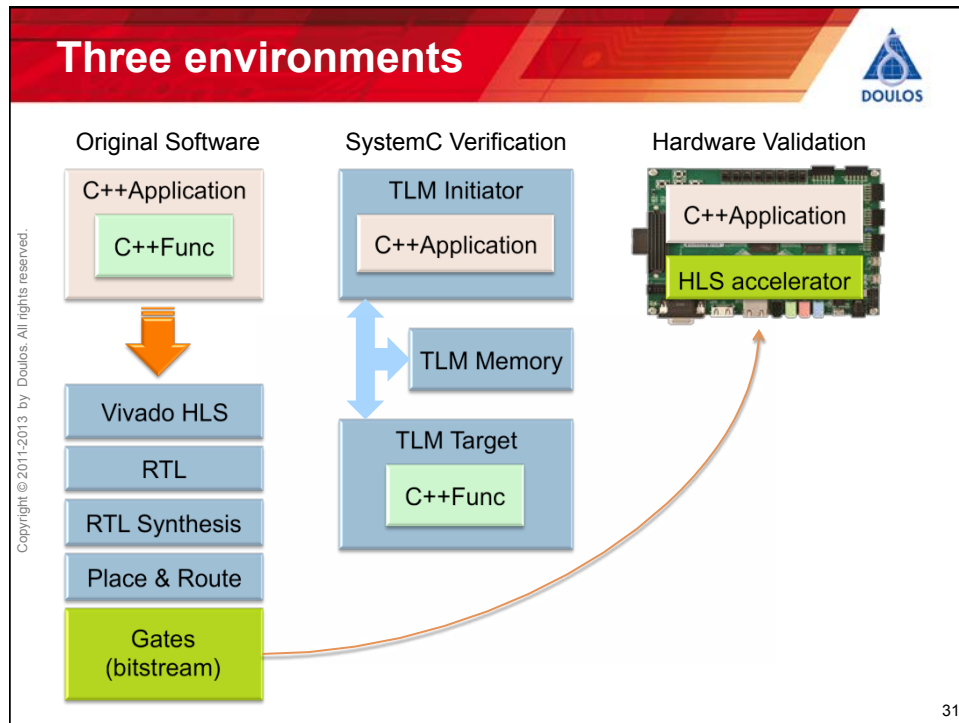 Three environments
DOULOS
Original Software
C++Application
C++Func
Vivado HLS
RTL
RTL Synthesis
Place & Route
Gates
(bitstream)
SystemC Verification
TLM Initiator
C++Application
TLM Memory
TLM Target
C++Func
Hardware Validation
C++Application
HLS accelerator
Copyright © 2011-2013 by Doulos. All rights reserved.
31